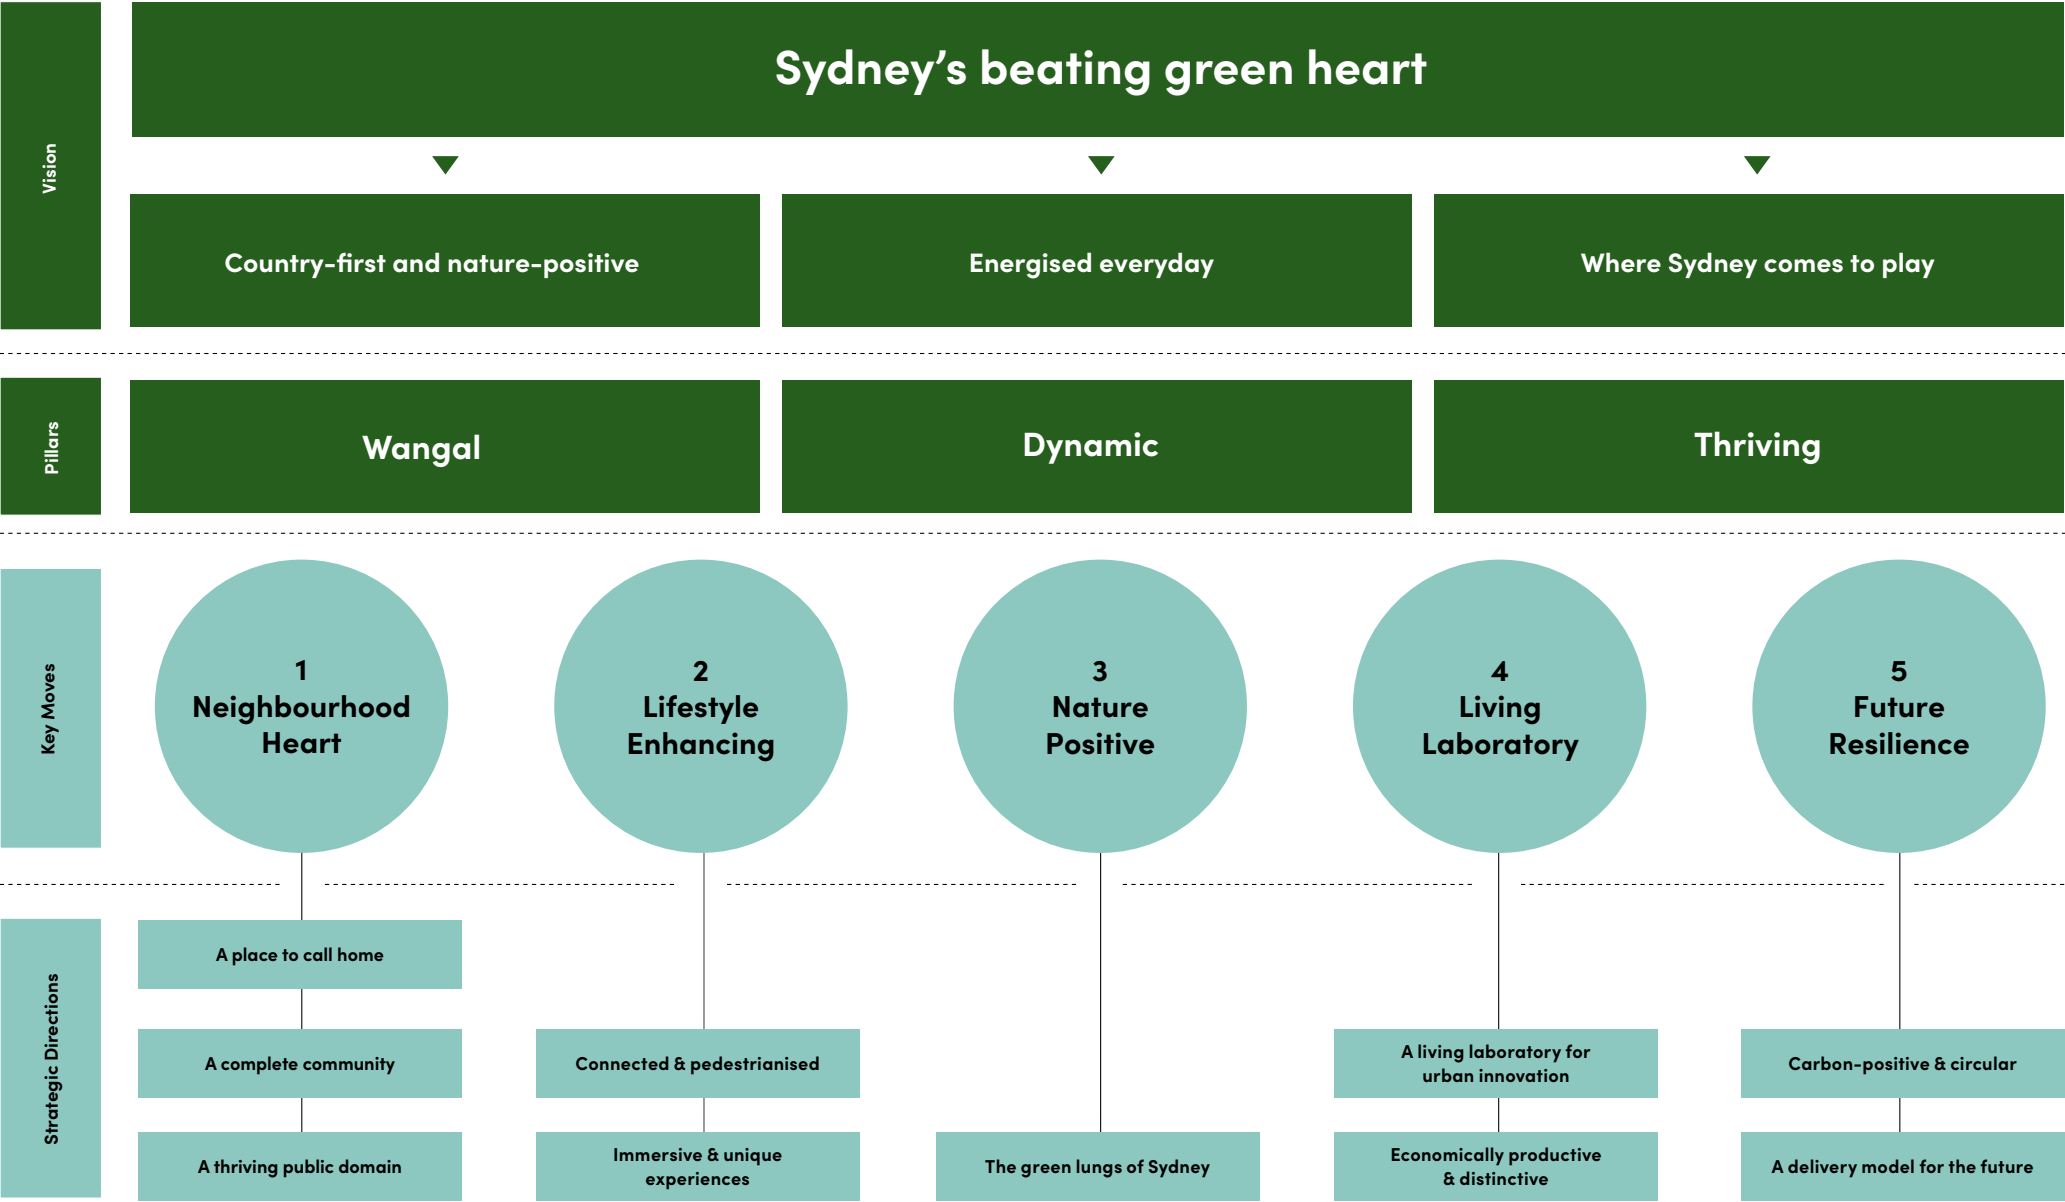 Vision
Sydney’s beating green heart
Country-first and nature-positive
Energised everyday
Where Sydney comes to play
Pillars
Wangal
Dynamic
Thriving
Key Moves
1
Neighbourhood
Heart
2
Lifestyle
Enhancing
3
Nature
Positive
4
Living
Laboratory
5
Future
Resilience
Strategic Directions
A place to call home
A complete community
A thriving public domain
Connected & pedestrianised
Immersive & unique
experiences
The green lungs of Sydney
A living laboratory for
urban innovation
Economically productive
& distinctive
Carbon-positive & circular
A delivery model for the future